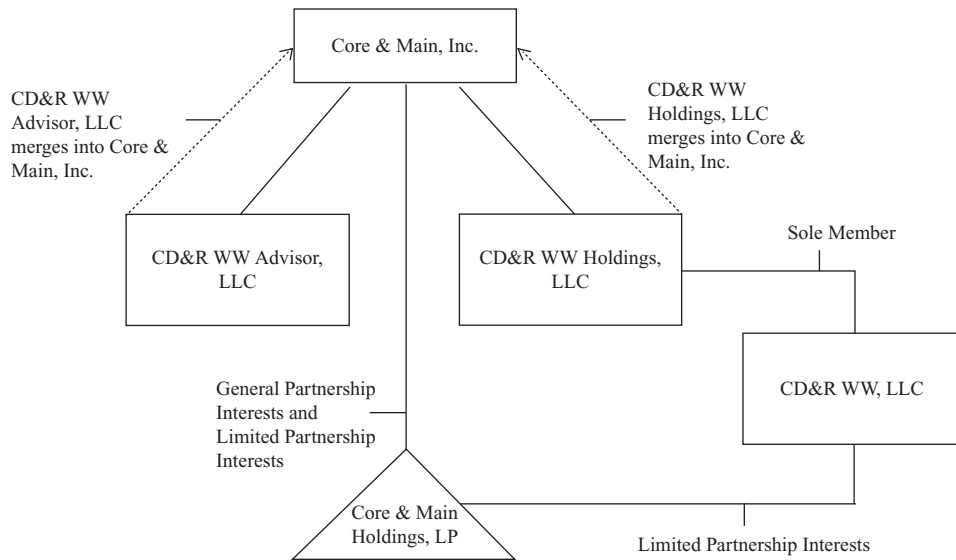 Core & Main, Inc.
CD&R WW
Advisor, LLC
merges into Core &
Main, Inc.
CD&R WW
Holdings, LLC
merges into Core &
Main, Inc.
CD&R WW Advisor,
LLC
CD&R WW Holdings,
LLC
Sole Member
CD&R WW, LLC
General Partnership
Interests and
Limited Partnership
Interests
Core & Main
Holdings, LP
Limited Partnership Interests